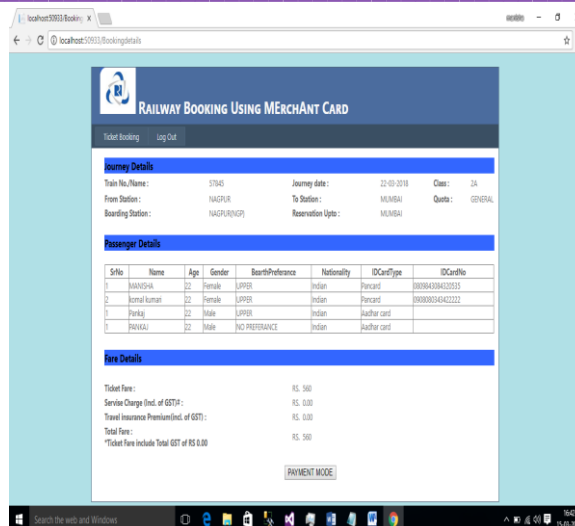 localhost:50933/Booking
localhost:50933/Bookingdetails
Railway Booking Using MErchAnt Card
Ticket Booking Log Out
Journey Details
Train No./Name : 57845 Journey date : 22-03-2018 Class : 2A
From Station : NAGPUR To Station : MUMBAI Quota : GENERAL
Boarding Station : NAGPUR(NGP) Reservation Upto : MUMBAI
Passenger Details
SrNo Name Age Gender BearthPreferance Nationality IDCardType IDCardNo
1 MANISHA 22 Female UPPER Indian Pancard 0809843084320535
2 komal kumari 22 Female UPPER Indian Pancard 0908080343422222
1 Pankaj 22 Male UPPER Indian Aadhar card
1 PANKAJ 22 Male NO PREFERANCE Indian Aadhar card
Fare Details
Ticket Fare : RS. 560
Servise Charge (Incl. of GST)# : RS. 0.00
Travel insurance Premium(incl. of GST) : RS. 0.00
Total Fare : RS. 560
*Ticket Fare include Total GST of RS 0.00
PAYMENT MODE
Search the web and Windows